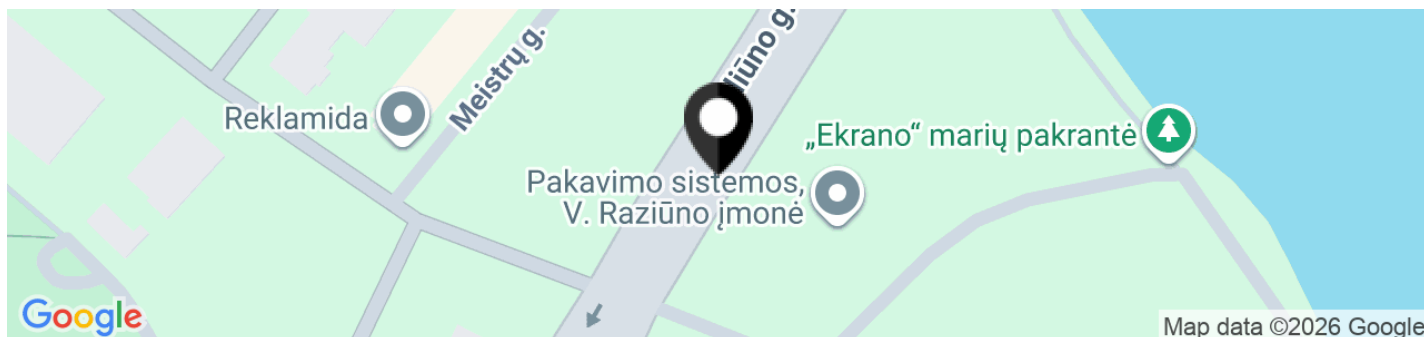 Meistrų g.
Reklamida
„Ekrano“ marių pakrantė
Pakavimo sistemos,
V. Raziūno įmonė
Google
Map data ©2026 Google